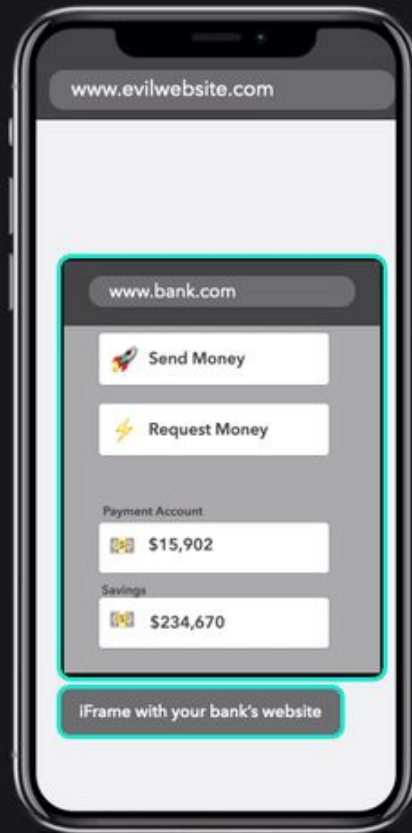 www.evilwebsite.com
www.bank.com
Send Money
Request Money
Payment Account
$15,902
Savings
$234,670
iFrame with your bank's website